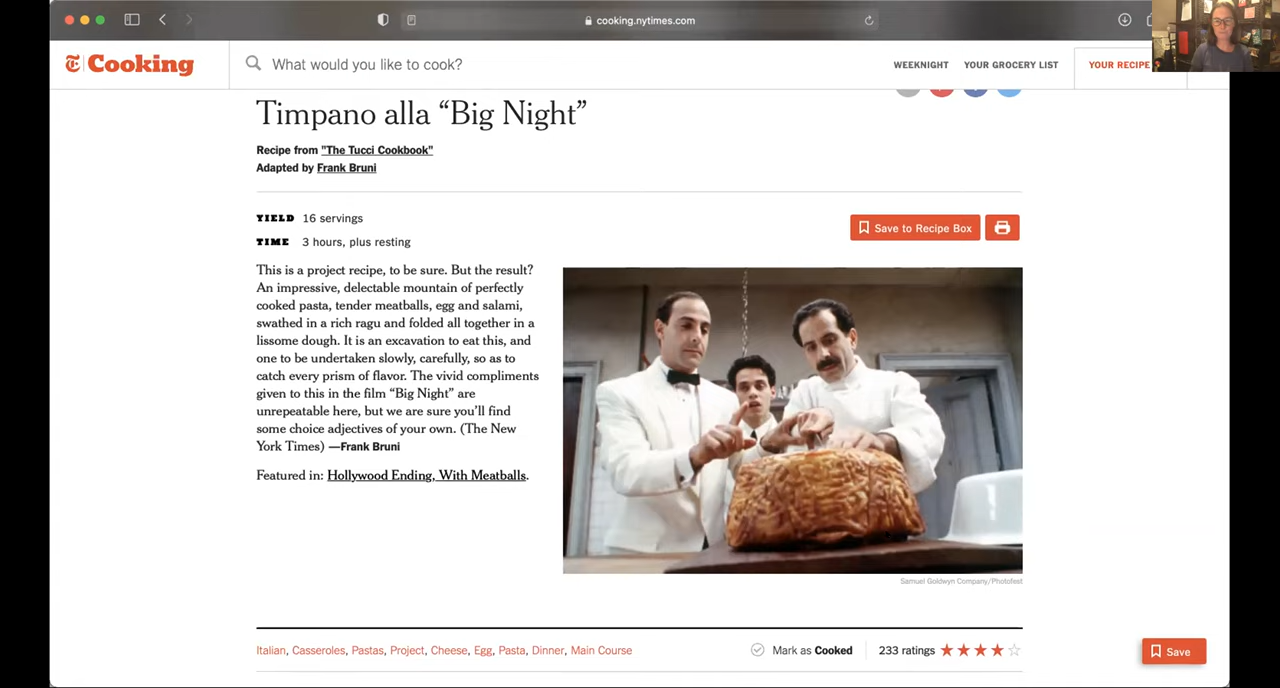 cooking.nytimes.com
Cooking
What would you like to cook?
WEEKNIGHT
YOUR GROCERY LIST
YOUR RECIPE
Timpano alla “Big Night”
Recipe from "The Tucci Cookbook"
Adapted by Frank Bruni
YIELD 16 servings
TIME 3 hours, plus resting
Save to Recipe Box
This is a project recipe, to be sure. But the result?
An impressive, delectable mountain of perfectly
cooked pasta, tender meatballs, egg and salami,
swathed in a rich ragu and folded all together in a
lissome dough. It is an excavation to eat this, and
one to be undertaken slowly, carefully, so as to
catch every prism of flavor. The vivid compliments
given to this in the film “Big Night” are
unrepeatable here, but we are sure you’ll find
some choice adjectives of your own. (The New
York Times) —Frank Bruni
Featured in: Hollywood Ending, With Meatballs.
Samuel Goldwyn Company/Photofest
Italian, Casseroles, Pastas, Project, Cheese, Egg, Pasta, Dinner, Main Course
Mark as Cooked
233 ratings
Save